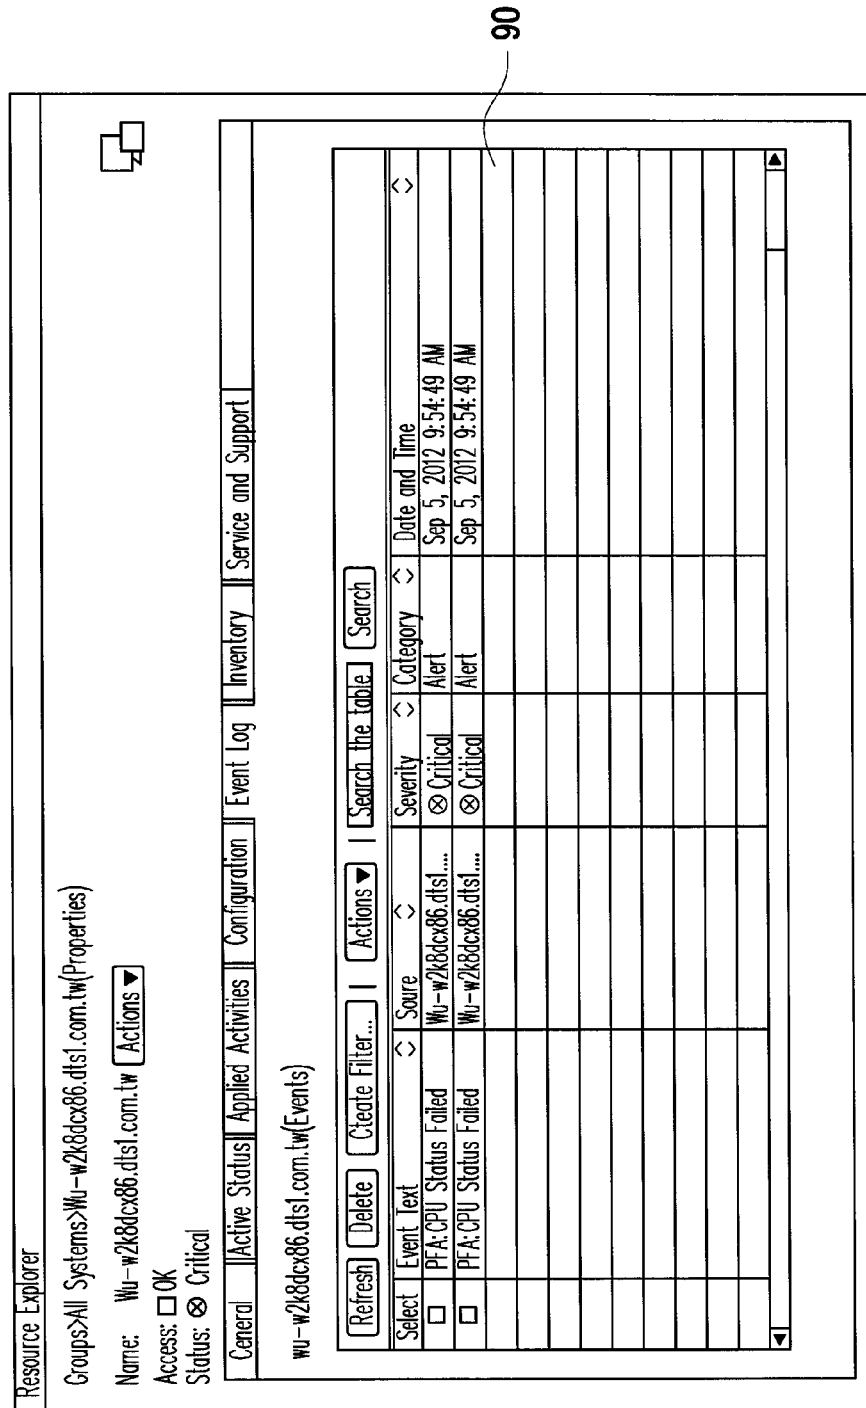 Resource Explorer
Groups>All Systems>Wu-w2k8dcx86.dts1.com.tw(Properties)
Name: Wu-w2k8dcx86.dts1.com.tw Actions ▼
Access: □ OK
Status: ⊗ Critical
Ceneral Active Status Applied Activities Configuration Event Log Inventory Service and Support
wu-w2k8dcx86.dts1.com.tw(Events)
Refresh Delete Cteate Filter... | Actions ▼ | Search the table Search
Select Event Text <> Soure <> Severity <> Category <> Date and Time <>
□ PFA:CPU Status Failed Wu-w2k8dcx86.dts1.... ⊗ Critical Alert Sep 5, 2012 9:54:49 AM
□ PFA:CPU Status Failed Wu-w2k8dcx86.dts1.... ⊗ Critical Alert Sep 5, 2012 9:54:49 AM
90